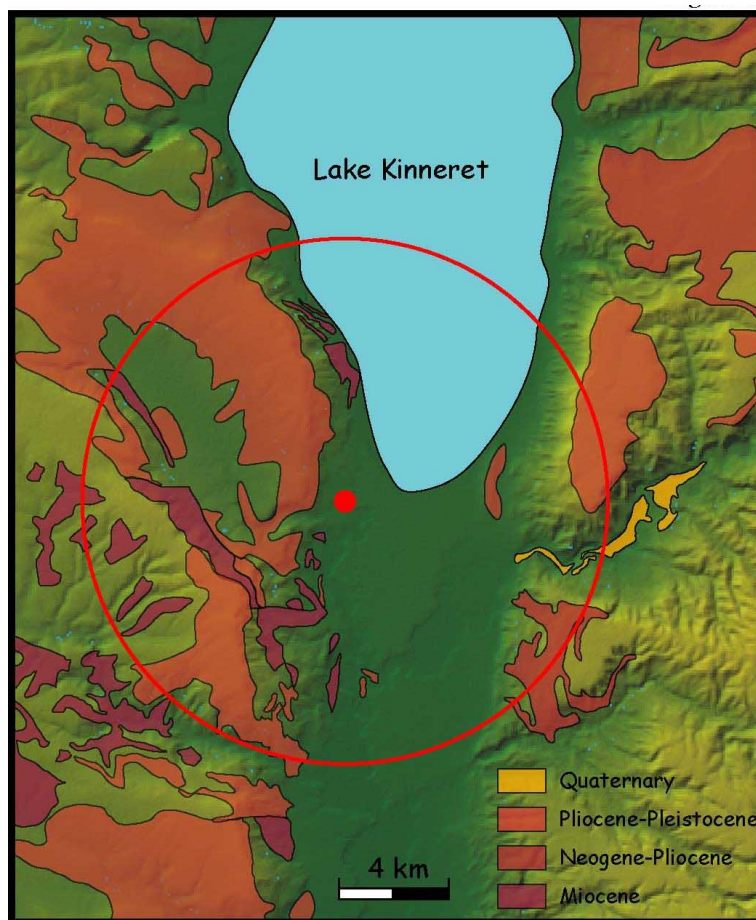 Lake Kinneret
Quaternary
Pliocene-Pleistocene
Neogene-Pliocene
Miocene
4 km